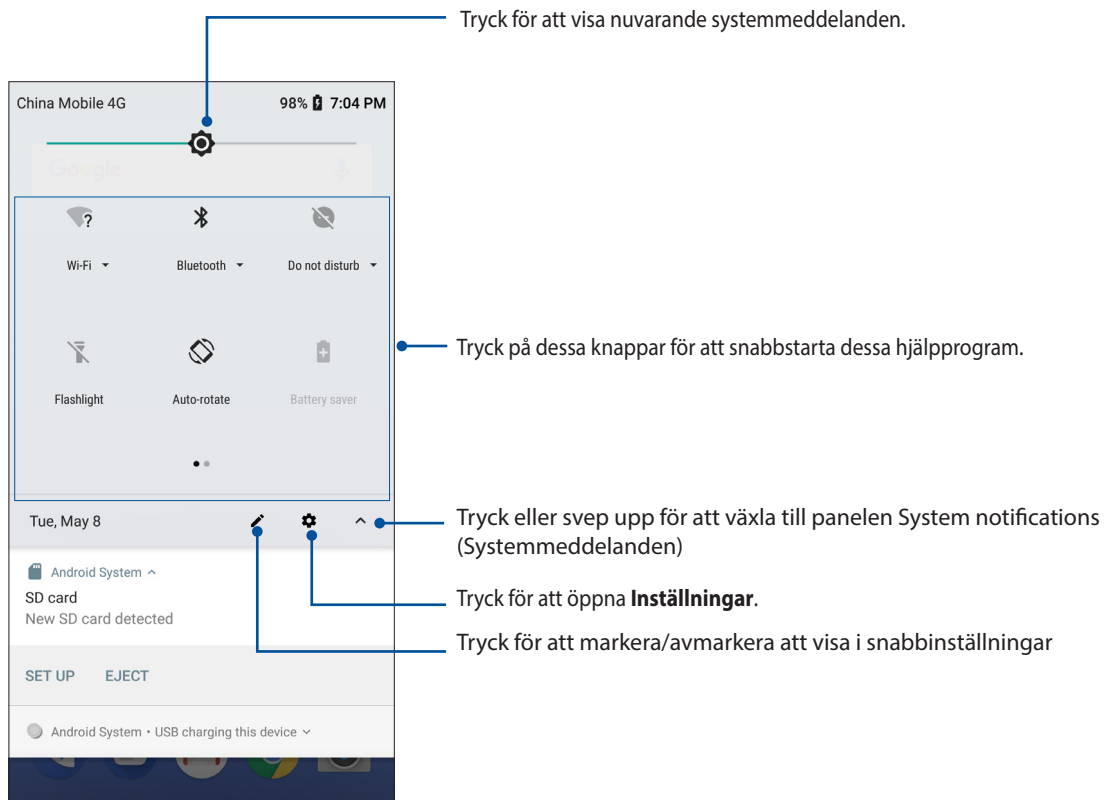 Tryck för att visa nuvarande systemmeddelanden.
China Mobile 4G 98% 7:04 PM
Google
?
Wi-Fi Bluetooth Do not disturb
Tryck på dessa knappar för att snabbstarta dessa hjälpprogram.
Flashlight Auto-rotate Battery saver
Tue, May 8
Tryck eller svep upp för att växla till panelen System notifications
(Systemmeddelanden)
Android System
SD card
New SD card detected
Tryck för att öppna Inställningar.
Tryck för att markera/avmarkera att visa i snabbinställningar
SET UP EJECT
Android System • USB charging this device